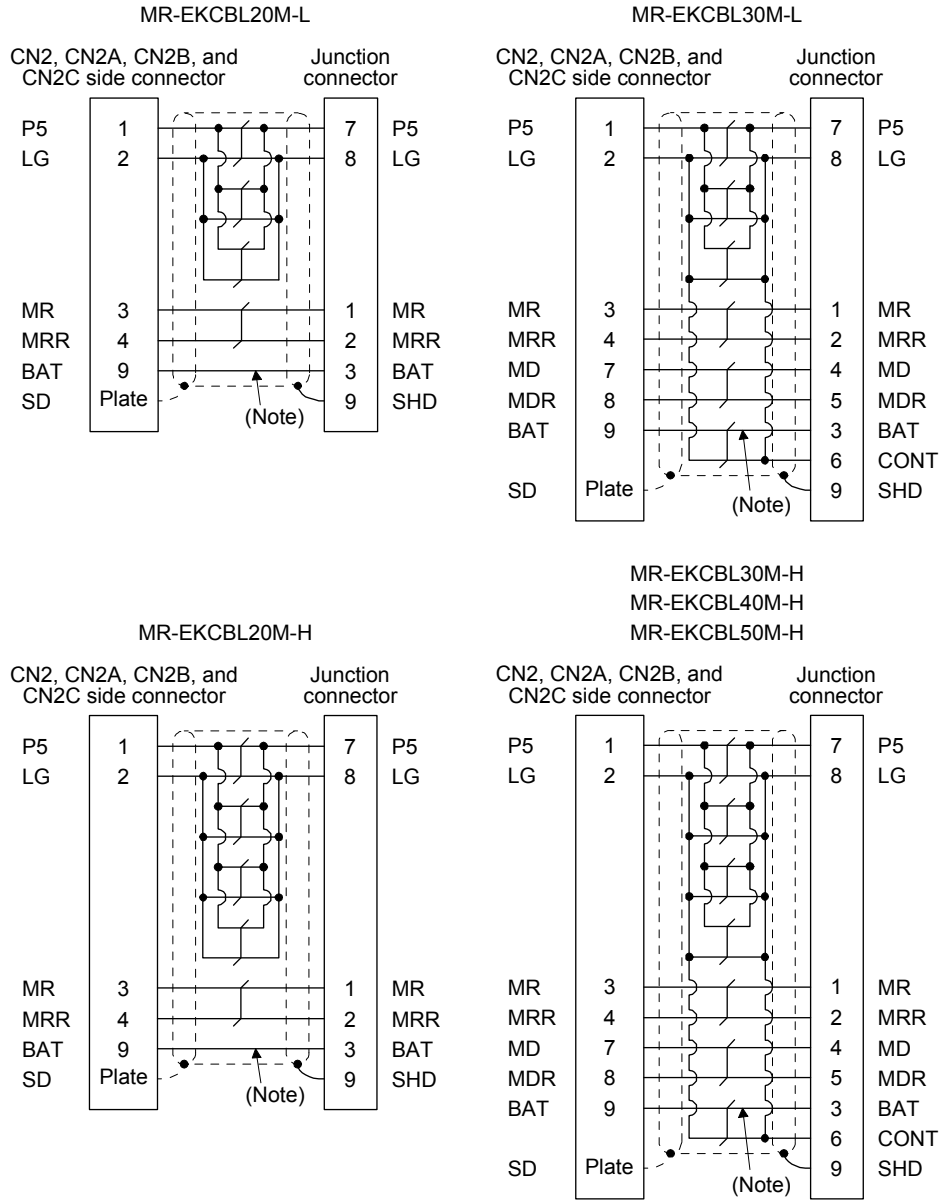 MR-EKCBL20M-L
CN2, CN2A, CN2B, and
CN2C side connector
Junction
connector
P5 1 7 P5
LG 2 8 LG
MR 3 1 MR
MRR 4 2 MRR
BAT 9 3 BAT
SD Plate 9 SHD
(Note)
MR-EKCBL30M-L
CN2, CN2A, CN2B, and
CN2C side connector
Junction
connector
P5 1 7 P5
LG 2 8 LG
MR 3 1 MR
MRR 4 2 MRR
MD 7 4 MD
MDR 8 5 MDR
BAT 9 3 BAT
6 CONT
SD Plate 9 SHD
(Note)
MR-EKCBL20M-H
CN2, CN2A, CN2B, and
CN2C side connector
Junction
connector
P5 1 7 P5
LG 2 8 LG
MR 3 1 MR
MRR 4 2 MRR
BAT 9 3 BAT
SD Plate 9 SHD
(Note)
MR-EKCBL30M-H
MR-EKCBL40M-H
MR-EKCBL50M-H
CN2, CN2A, CN2B, and
CN2C side connector
Junction
connector
P5 1 7 P5
LG 2 8 LG
MR 3 1 MR
MRR 4 2 MRR
MD 7 4 MD
MDR 8 5 MDR
BAT 9 3 BAT
6 CONT
SD Plate 9 SHD
(Note)